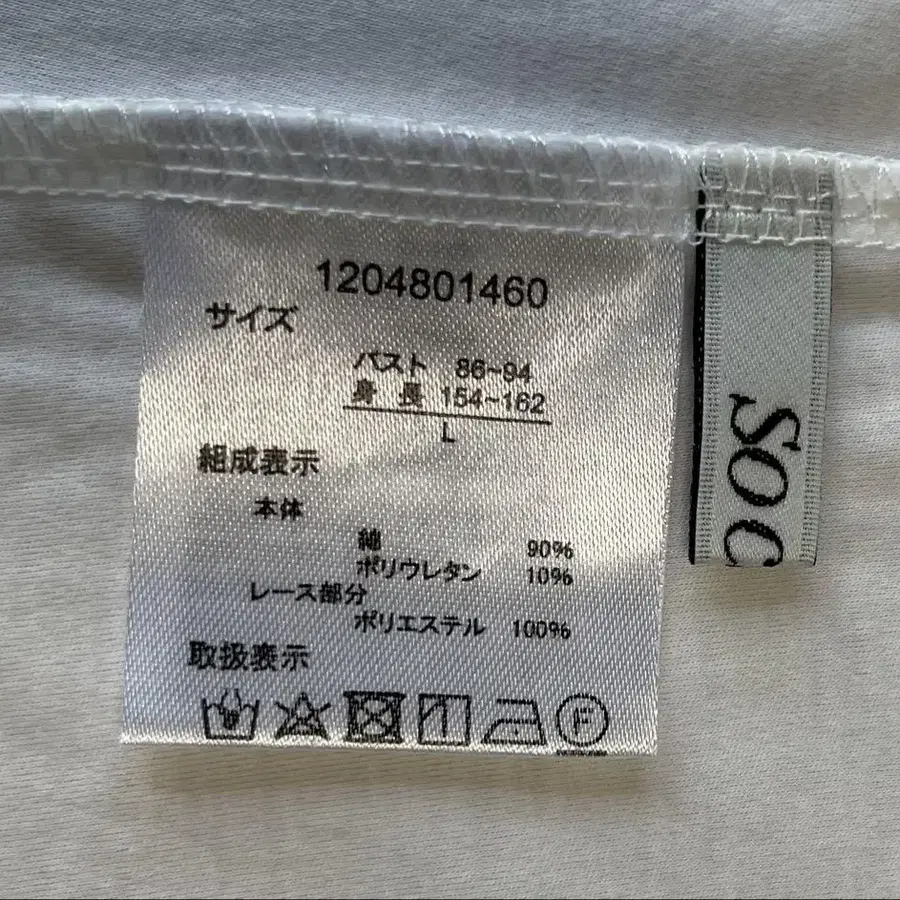 1204801460
サイズ
バスト 86~94
身長 154~162
L
組成表示
本体
綿 90%
ポリウレタン 10%
レース部分
ポリエステル 100%
取扱表示
F
SOC